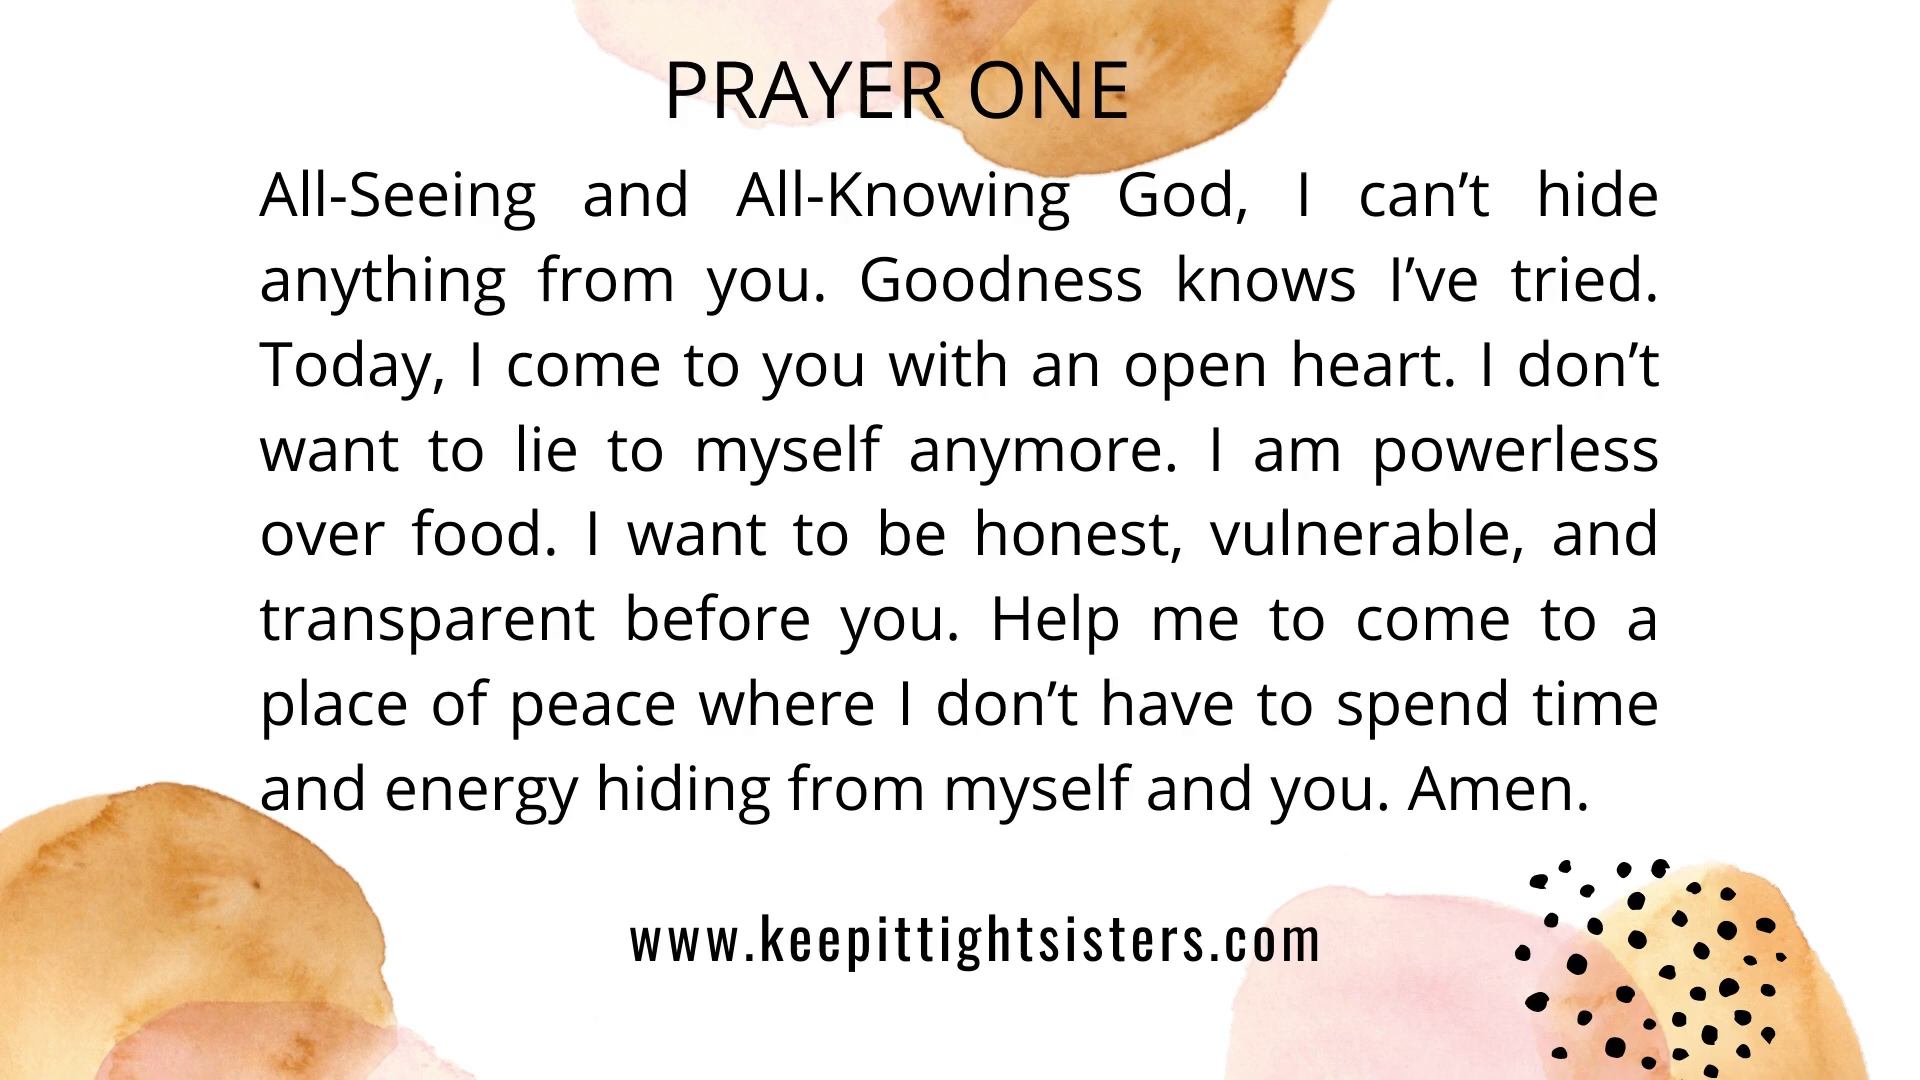 PRAYER ONE
All-Seeing and All-Knowing God, I can’t hide
anything from you. Goodness knows I’ve tried.
Today, I come to you with an open heart. I don’t
want to lie to myself anymore. I am powerless
over food. I want to be honest, vulnerable, and
transparent before you. Help me to come to a
place of peace where I don’t have to spend time
and energy hiding from myself and you. Amen.
www.keepittightsisters.com